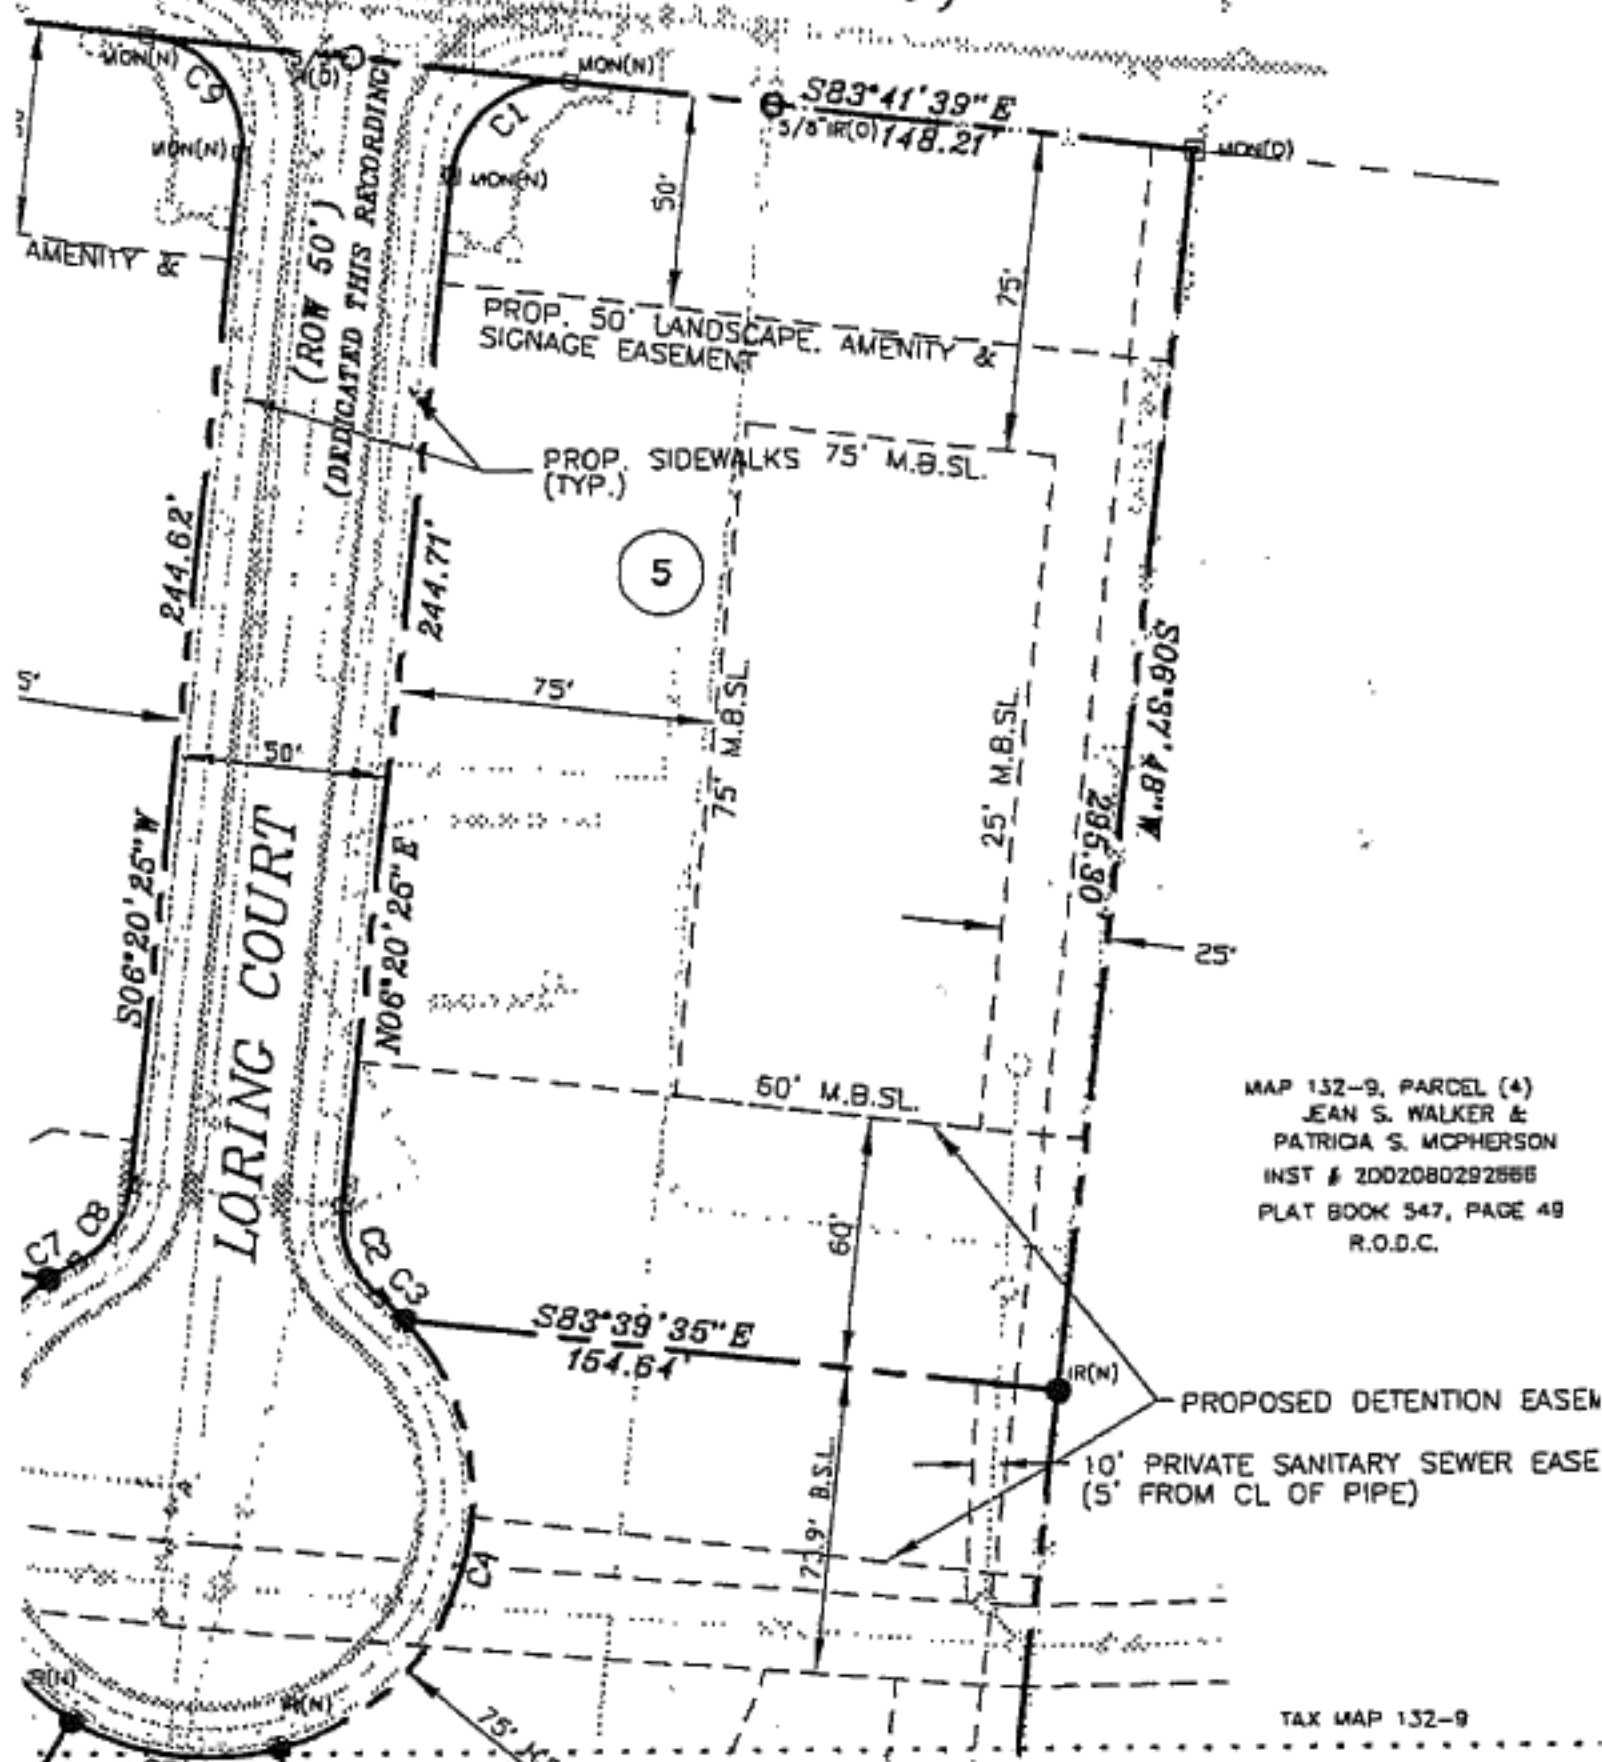 MON(N)
C9
MON(N)
MON(N)
C1
MON(N)
S83°41'39"E
5/8"IR(O) 148.21'
MON(O)
50'
75'
AMENITY &
(ROW 50')
(DEDICATED THIS RECORDING
PROP. 50' LANDSCAPE, AMENITY &
SIGNAGE EASEMENT
PROP. SIDEWALKS
(TYP.)
75' M.B.SL.
5
244.62'
244.71'
75'
50'
75' M.B.SL.
25' M.B.SL.
S06°37'48"W
295.30
25'
S06°20'25"W
N06°20'25"E
LORING COURT
60' M.B.SL.
MAP 132-9, PARCEL (4)
JEAN S. WALKER &
PATRICIA S. MCPHERSON
PLAT BOOK 547, PAGE 49
R.O.D.C.
C7
C8
C2
C3
60'
S83°39'35"E
154.64'
IR(N)
PROPOSED DETENTION EASEM
10' PRIVATE SANITARY SEWER EASE
(5' FROM CL OF PIPE)
73.9' B.S.L.
C4
IR(N)
75'
TAX MAP 132-9